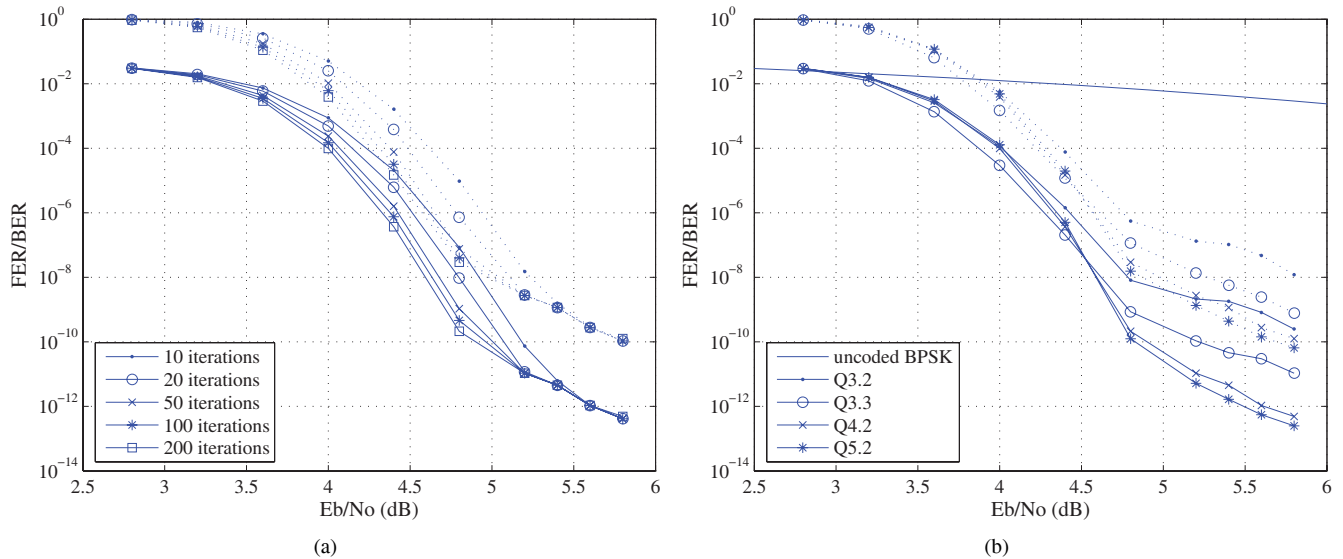 10^0
10^−2
10^−4
10^−6
10^−8
10^−10
10^−12
10^−14
FER/BER
10 iterations
20 iterations
50 iterations
100 iterations
200 iterations
2.5 3 3.5 4 4.5 5 5.5 6
Eb/No (dB)
(a)
10^0
10^−2
10^−4
10^−6
10^−8
10^−10
10^−12
10^−14
FER/BER
uncoded BPSK
Q3.2
Q3.3
Q4.2
Q5.2
2.5 3 3.5 4 4.5 5 5.5 6
Eb/No (dB)
(b)